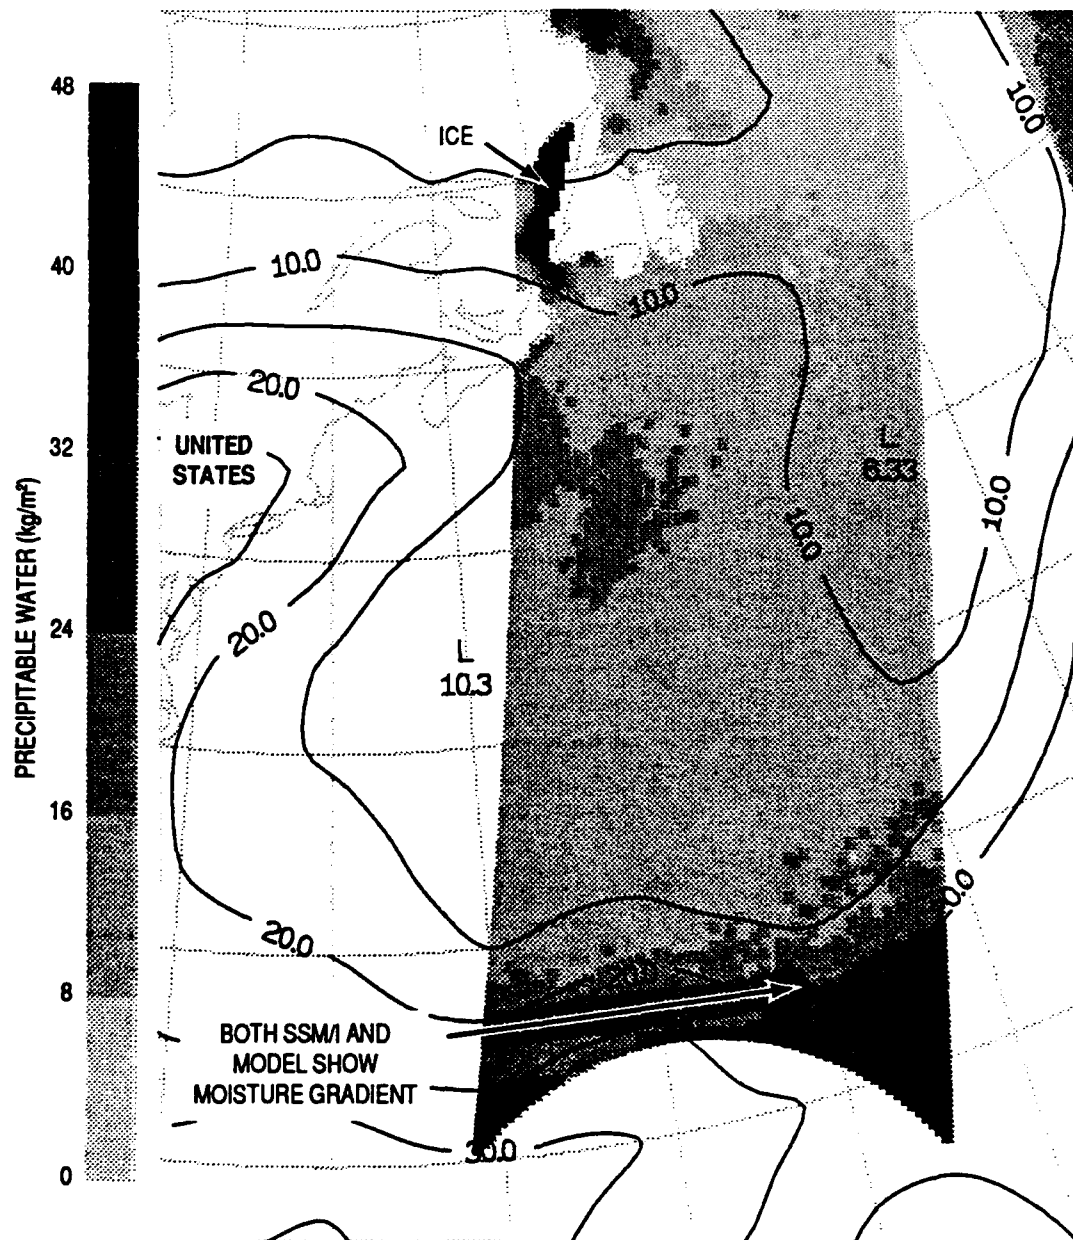 48
40
32
24
16
8
0
PRECIPITABLE WATER (kg/m²)
ICE
10.0
10.0
10.0
20.0
UNITED
STATES
L
6.33
10.0
10.0
20.0
L
10.3
20.0
BOTH SSM/I AND
MODEL SHOW
MOISTURE GRADIENT
30.0